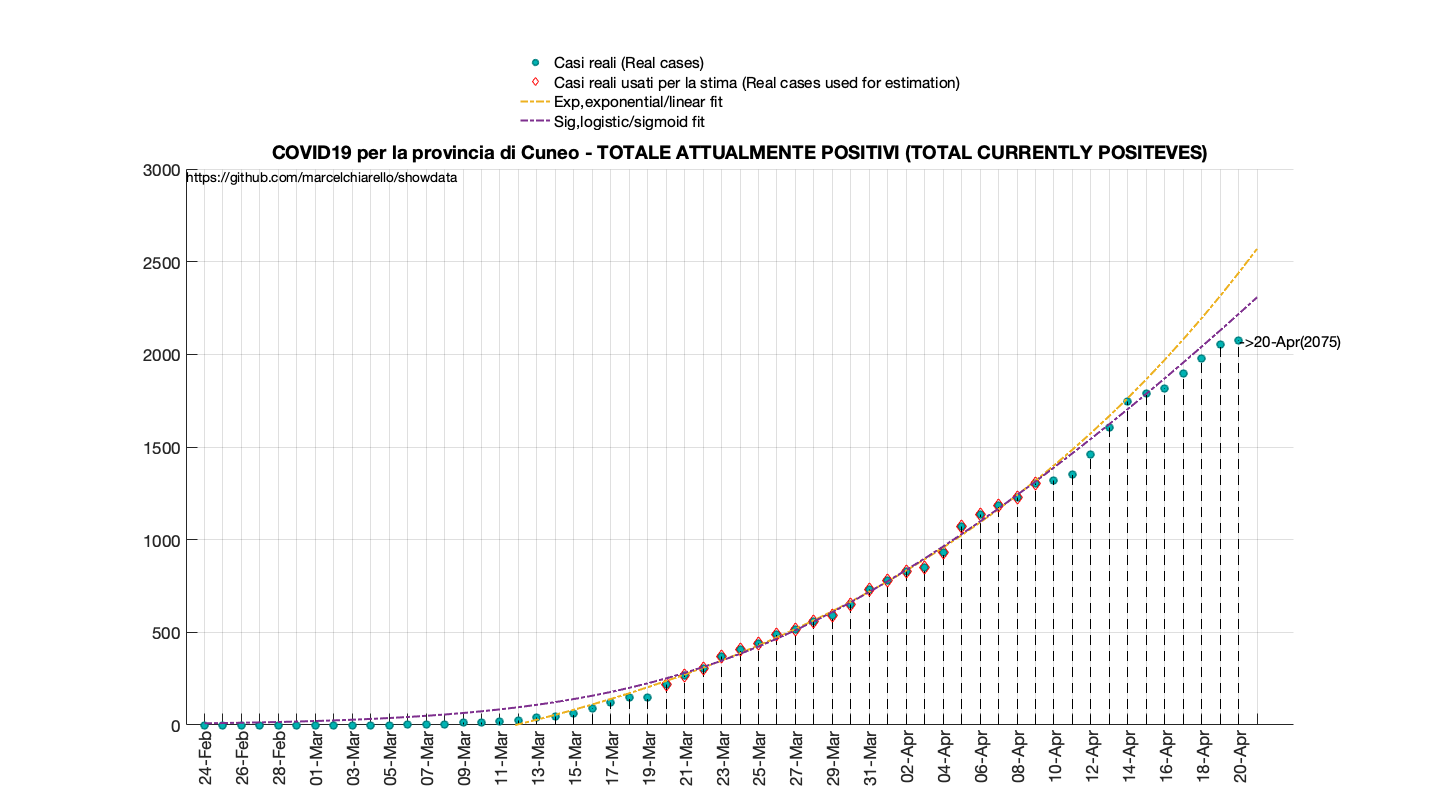 Casi reali (Real cases)
Casi reali usati per la stima (Real cases used for estimation)
Exp,exponential/linear fit
Sig,logistic/sigmoid fit
COVID19 per la provincia di Cuneo - TOTALE ATTUALMENTE POSITIVI (TOTAL CURRENTLY POSITEVES)
https://github.com/marcelchiarello/showdata
3000
2500
2000
1500
1000
500
0
>20-Apr(2075)
24-Feb
26-Feb
28-Feb
01-Mar
03-Mar
05-Mar
07-Mar
09-Mar
11-Mar
13-Mar
15-Mar
17-Mar
19-Mar
21-Mar
23-Mar
25-Mar
27-Mar
29-Mar
31-Mar
02-Apr
04-Apr
06-Apr
08-Apr
10-Apr
12-Apr
14-Apr
16-Apr
18-Apr
20-Apr